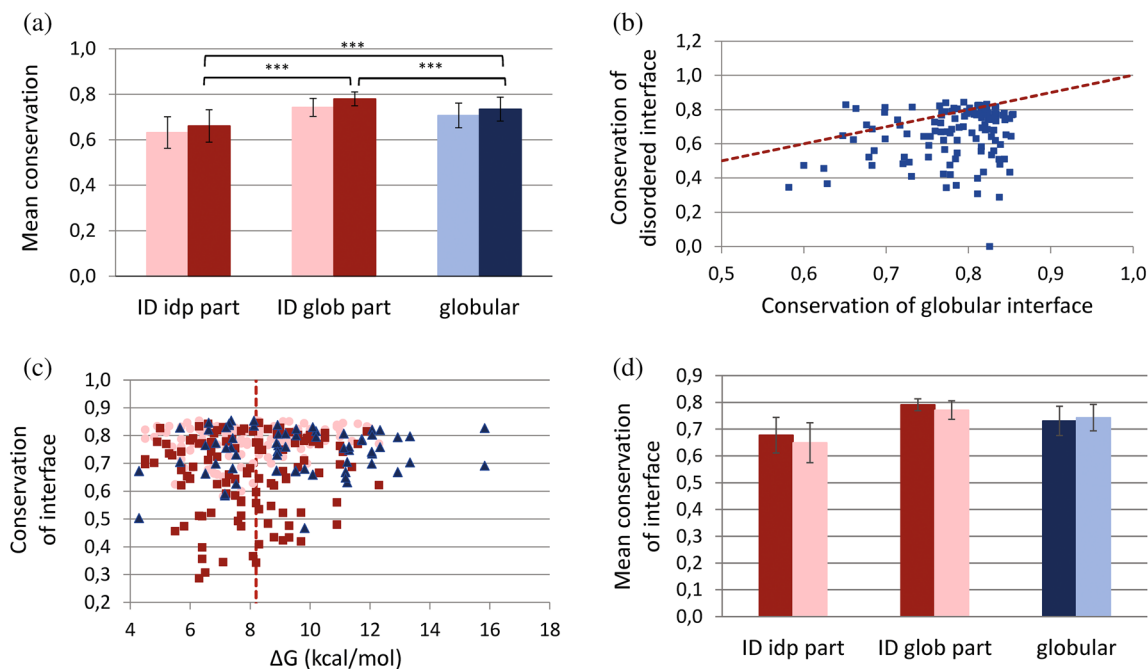 (a)
Mean conservation
1,0
0,8
0,6
0,4
0,2
0,0
***
***
***
ID idp part
ID glob part
globular
(b)
Conservation of
disordered interface
1,2
1,0
0,8
0,6
0,4
0,2
0,0
0,5
0,6
0,7
0,8
0,9
1,0
Conservation of globular interface
(c)
Conservation
of interface
1,0
0,9
0,8
0,7
0,6
0,5
0,4
0,3
0,2
4
6
8
10
12
14
16
18
ΔG (kcal/mol)
(d)
Mean conservation
of interface
0,9
0,8
0,7
0,6
0,5
0,4
0,3
0,2
0,1
0,0
ID idp part
ID glob part
globular